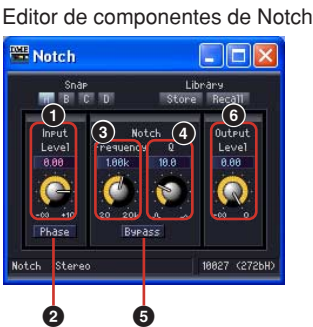 Editor de componentes de Notch
DME
Notch
Snap
Library
A B C D
Store Recall
1 6
Input
Notch
Output
3 4
Level
Frequency Q
Level
0.00 1.00k 10.0 0.00
-∞ +10 20 20k 0 ∞ -∞ 0
Phase
Bypass
Notch Stereo
10027 <272bH>
2 5